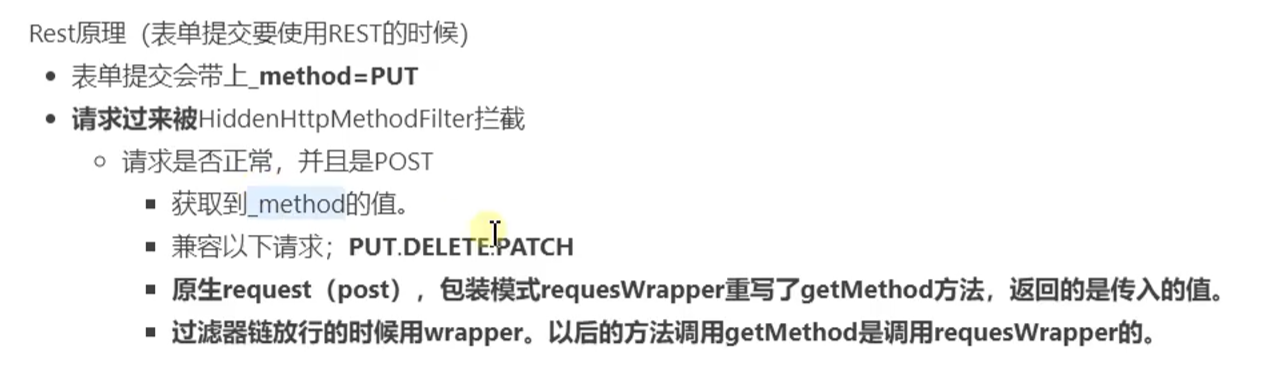 Rest原理（表单提交要使用REST的时候）
表单提交会带上_method=PUT
请求过来被HiddenHttpMethodFilter拦截
请求是否正常，并且是POST
获取到_method的值。
兼容以下请求；PUT.DELETE.PATCH
原生request（post），包装模式requesWrapper重写了getMethod方法，返回的是传入的值。
过滤器链放行的时候用wrapper。以后的方法调用getMethod是调用requesWrapper的。